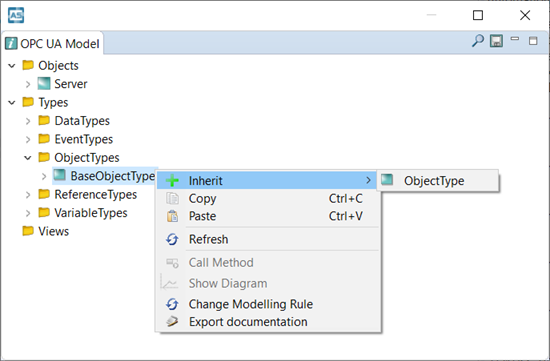 OPC UA Model
Objects
Server
Types
DataTypes
EventTypes
ObjectTypes
BaseObjectType
ReferenceTypes
VariableTypes
Views
Inherit
Copy Ctrl+C
Paste Ctrl+V
Refresh
Call Method
Show Diagram
Change Modelling Rule
Export documentation
ObjectType